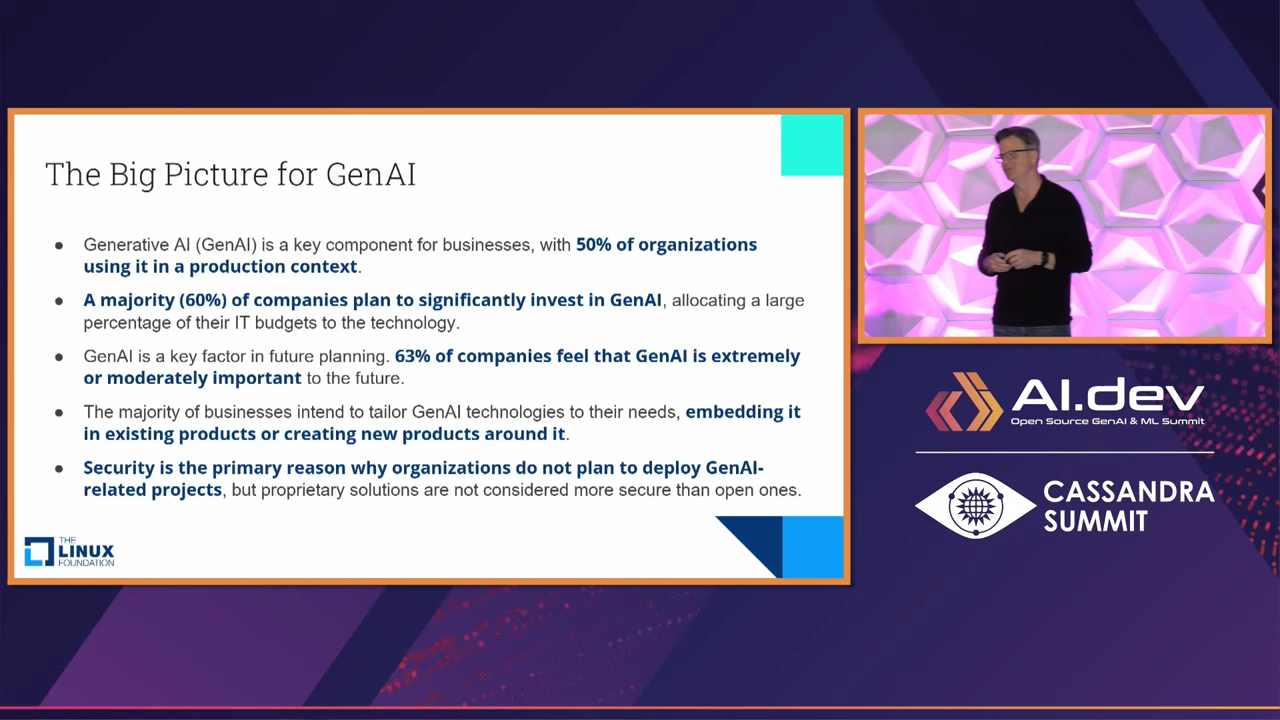 The Big Picture for GenAI
● Generative AI (GenAI) is a key component for businesses, with 50% of organizations
using it in a production context.
● A majority (60%) of companies plan to significantly invest in GenAI, allocating a large
percentage of their IT budgets to the technology.
● GenAI is a key factor in future planning. 63% of companies feel that GenAI is extremely
or moderately important to the future.
● The majority of businesses intend to tailor GenAI technologies to their needs, embedding it
in existing products or creating new products around it.
● Security is the primary reason why organizations do not plan to deploy GenAI-
related projects, but proprietary solutions are not considered more secure than open ones.
THE
LINUX
FOUNDATION
AI.dev
Open Source GenAI & ML Summit
CASSANDRA
SUMMIT